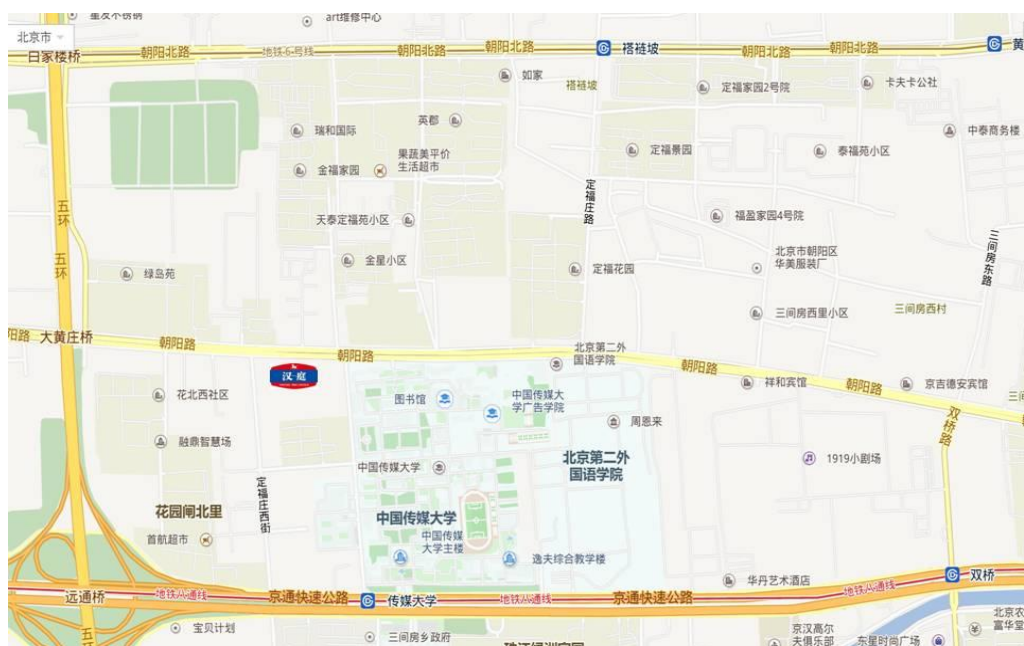 星发不锈钢
art维修中心
北京市
白家楼桥
朝阳北路
地铁6号线
朝阳北路
朝阳北路
褡裢坡
朝阳北路
朝阳北路
黄
如家
褡裢坡
定福家园2号院
卡夫卡公社
瑞和国际
英郡
中泰商务楼
果蔬美平价
生活超市
金福家园
定福景园
泰福苑小区
五环
天泰定福苑小区
定福庄路
福盈家园4号院
三间房东路
五环
绿岛苑
金星小区
定福花园
北京市朝阳区
华美服装厂
三间房西里小区
三间房西村
阳路
大黄庄桥
朝阳路
朝阳路
北京第二外
国语学院
朝阳路
汉庭
祥和宾馆
朝阳路
京吉德安宾馆
花北西社区
图书馆
中国传媒大
学广告学院
三间
周恩来
双桥路
融鼎智慧场
中国传媒大学
北京第二外
国语学院
1919小剧场
定福庄西街
花园闸北里
中国传媒大学
首航超市
中国传媒
大学主楼
逸夫综合教学楼
华丹艺术酒店
双桥
远通桥
地铁八通线
京通快速公路
传媒大学
地铁八通线
京通快速公路
地铁八通线
五环
宝贝计划
三间房乡政府
珠江绿洲家园
京汉高尔
夫俱乐部
东星时尚广场
北京农
富华堂